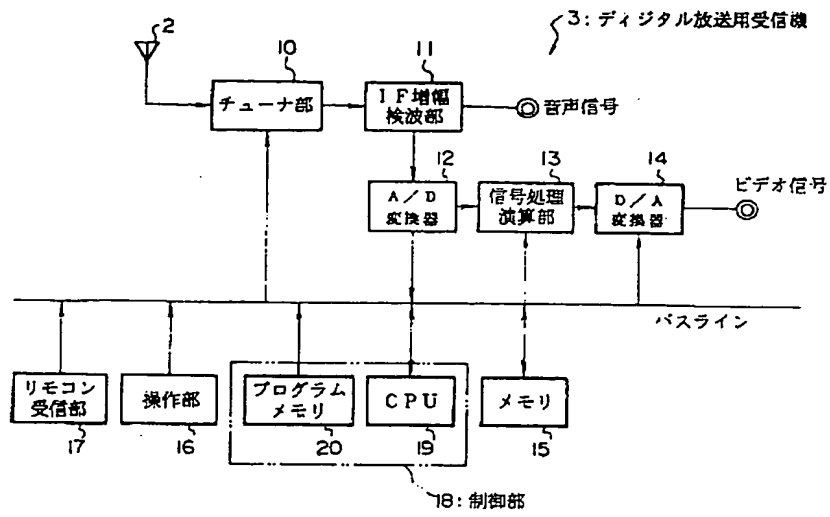 3:ディジタル放送用受信機
2
10
チューナ部
11
IF増幅
検波部
音声信号
12
A/D
変換器
13
信号処理
演算部
14
D/A
変換器
ビデオ信号
バスライン
リモコン
受信部
17
操作部
16
プログラム
メモリ
20
CPU
19
メモリ
15
18:制御部